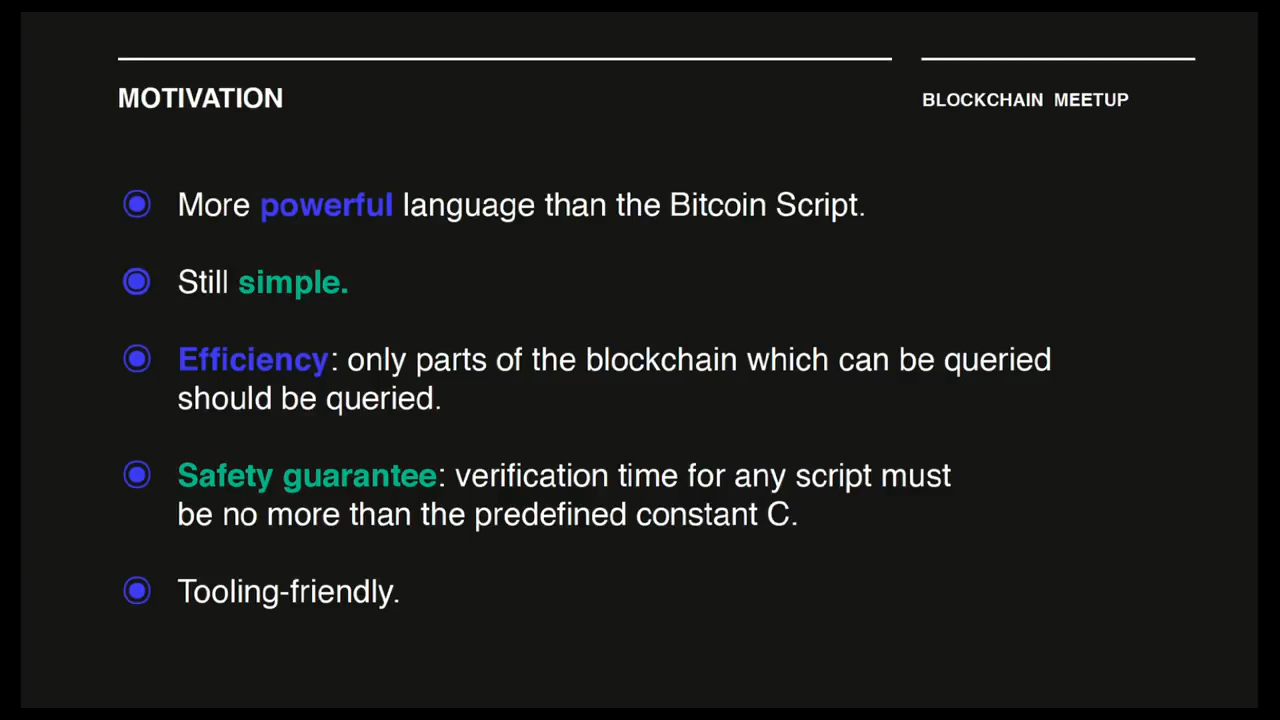 MOTIVATION
BLOCKCHAIN MEETUP
More powerful language than the Bitcoin Script.
Still simple.
Efficiency: only parts of the blockchain which can be queried
should be queried.
Safety guarantee: verification time for any script must
be no more than the predefined constant C.
Tooling-friendly.